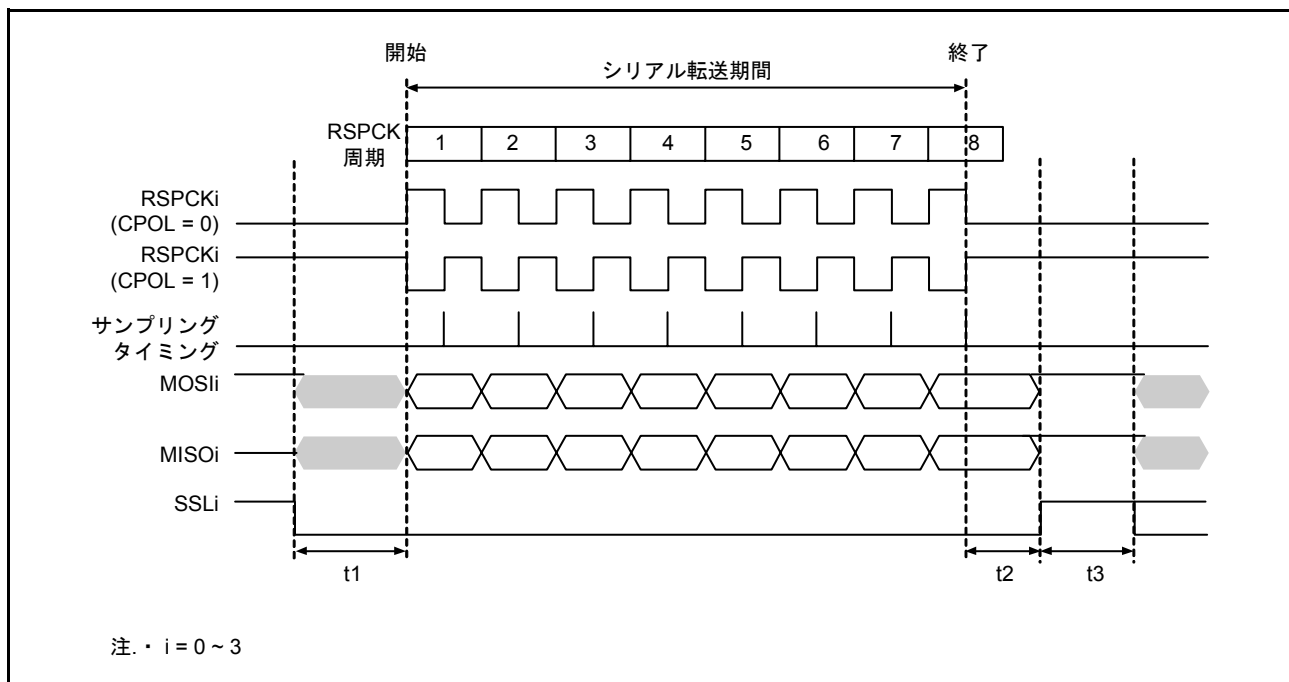 開始
終了
シリアル転送期間
RSPCK
周期
1 2 3 4 5 6 7 8
RSPCKi
(CPOL = 0)
RSPCKi
(CPOL = 1)
サンプリング
タイミング
MOSIi
MISOi
SSLi
t1
t2
t3
注.・ i = 0 ~ 3